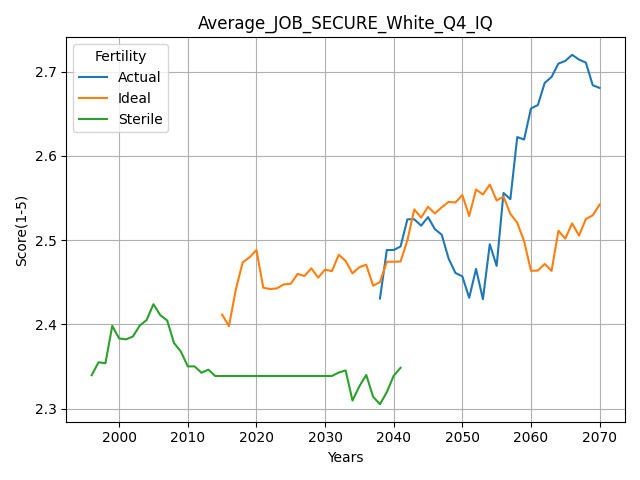 Average_JOB_SECURE_White_Q4_IQ
Fertility
Actual
Ideal
Sterile
Score(1-5)
2.7
2.6
2.5
2.4
2.3
2000 2010 2020 2030 2040 2050 2060 2070
Years